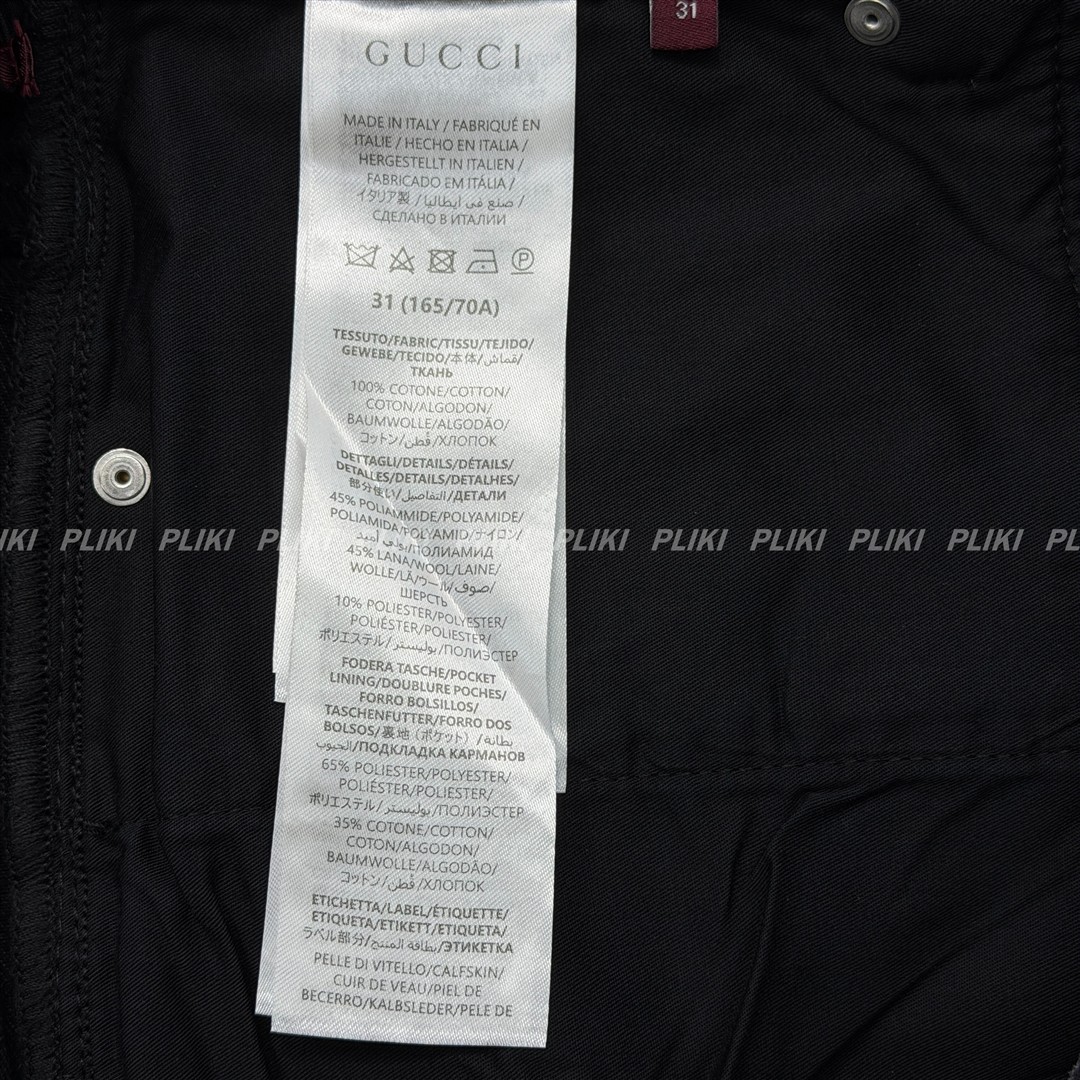 31
GUCCI
MADE IN ITALY / FABRIQUÉ EN
ITALIE / HECHO EN ITALIA /
HERGESTELLT IN ITALIEN /
FABRICADO EM ITÁLIA /
イタリア製 / صنع في ايطاليا /
СДЕЛАНО В ИТАЛИИ
P
31 (165/70A)
TESSUTO/FABRIC/TISSU/TEJIDO/
GEWEBE/TECIDO/本体/قماش/
ТКАНЬ
100% COTONE/COTTON/
COTON/ALGODON/
BAUMWOLLE/ALGODÃO/
コットン/قطن/ХЛОПОК
DETTAGLI/DETAILS/DÉTAILS/
DETALLES/DETAILS/DETALHES/
部分使い/التفاصيل/ДЕТАЛИ
45% POLIAMMIDE/POLYAMIDE/
POLIAMIDA/POLYAMID/ナイロン/
ПОЛИАМИД
45% LANA/WOOL/LAINE/
WOLLE/LÃ/ウール/صوف/
ШЕРСТЬ
10% POLIESTER/POLYESTER/
POLIÉSTER/POLIESTER/
ポリエステル/بوليستر/ПОЛИЭСТЕР
FODERA TASCHE/POCKET
LINING/DOUBLURE POCHES/
FORRO BOLSILLOS/
TASCHENFUTTER/FORRO DOS
BOLSOS/裏地（ポケット）/بطانة
الجيوب/ПОДКЛАДКА КАРМАНОВ
65% POLIESTER/POLYESTER/
POLIÉSTER/POLIESTER/
ポリエステル/بوليستر/ПОЛИЭСТЕР
35% COTONE/COTTON/
COTON/ALGODON/
BAUMWOLLE/ALGODÃO/
コットン/قطن/ХЛОПОК
ETICHETTA/LABEL/ÉTIQUETTE/
ETIQUETA/ETIKETT/ETIQUETA/
ラベル部分/بطاقة المنتج/ЭТИКЕТКА
PELLE DI VITELLO/CALFSKIN/
CUIR DE VEAU/PIEL DE
BECERRO/KALBSLEDER/PELE DE
IKI PLIKI PLIKI PLIKI PLIKI PLIKI PLIKI PLIKI PLIKI PL